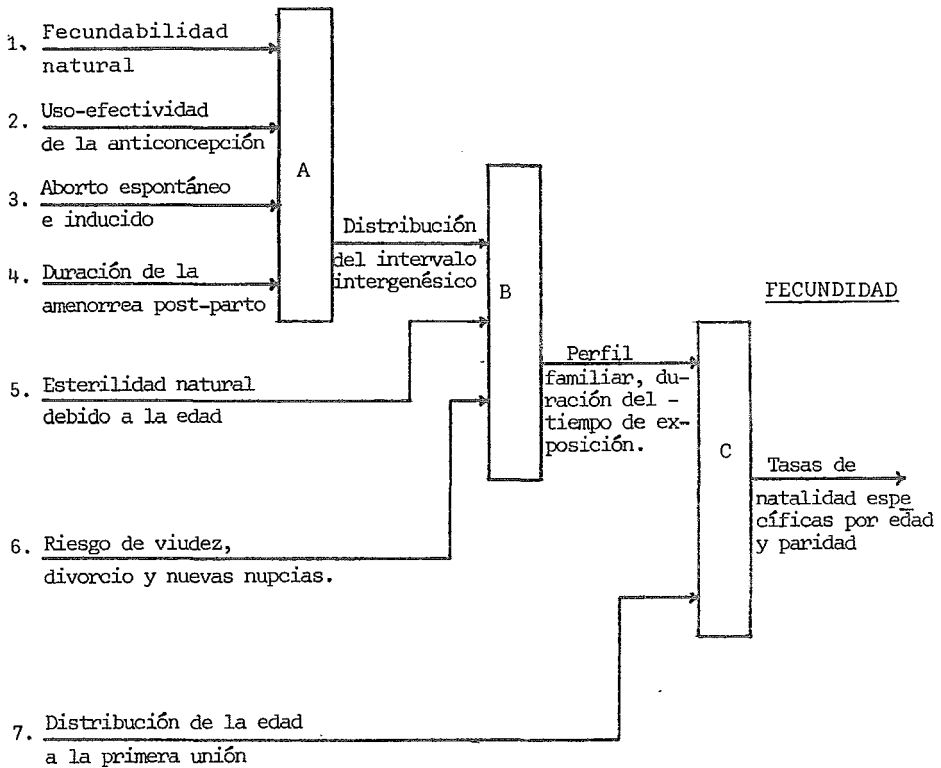 1. Fecundabilidad
natural
2. Uso-efectividad
de la anticoncepción
3. Aborto espontáneo
e inducido
4. Duración de la
amenorrea post-parto
A
Distribución
del intervalo
intergenésico
5. Esterilidad natural
debido a la edad
6. Riesgo de viudez,
divorcio y nuevas nupcias.
B
Perfil
familiar, du-
ración del -
tiempo de ex-
posición.
7. Distribución de la edad
a la primera unión
C
FECUNDIDAD
Tasas de
natalidad espe
cíficas por edad
y paridad